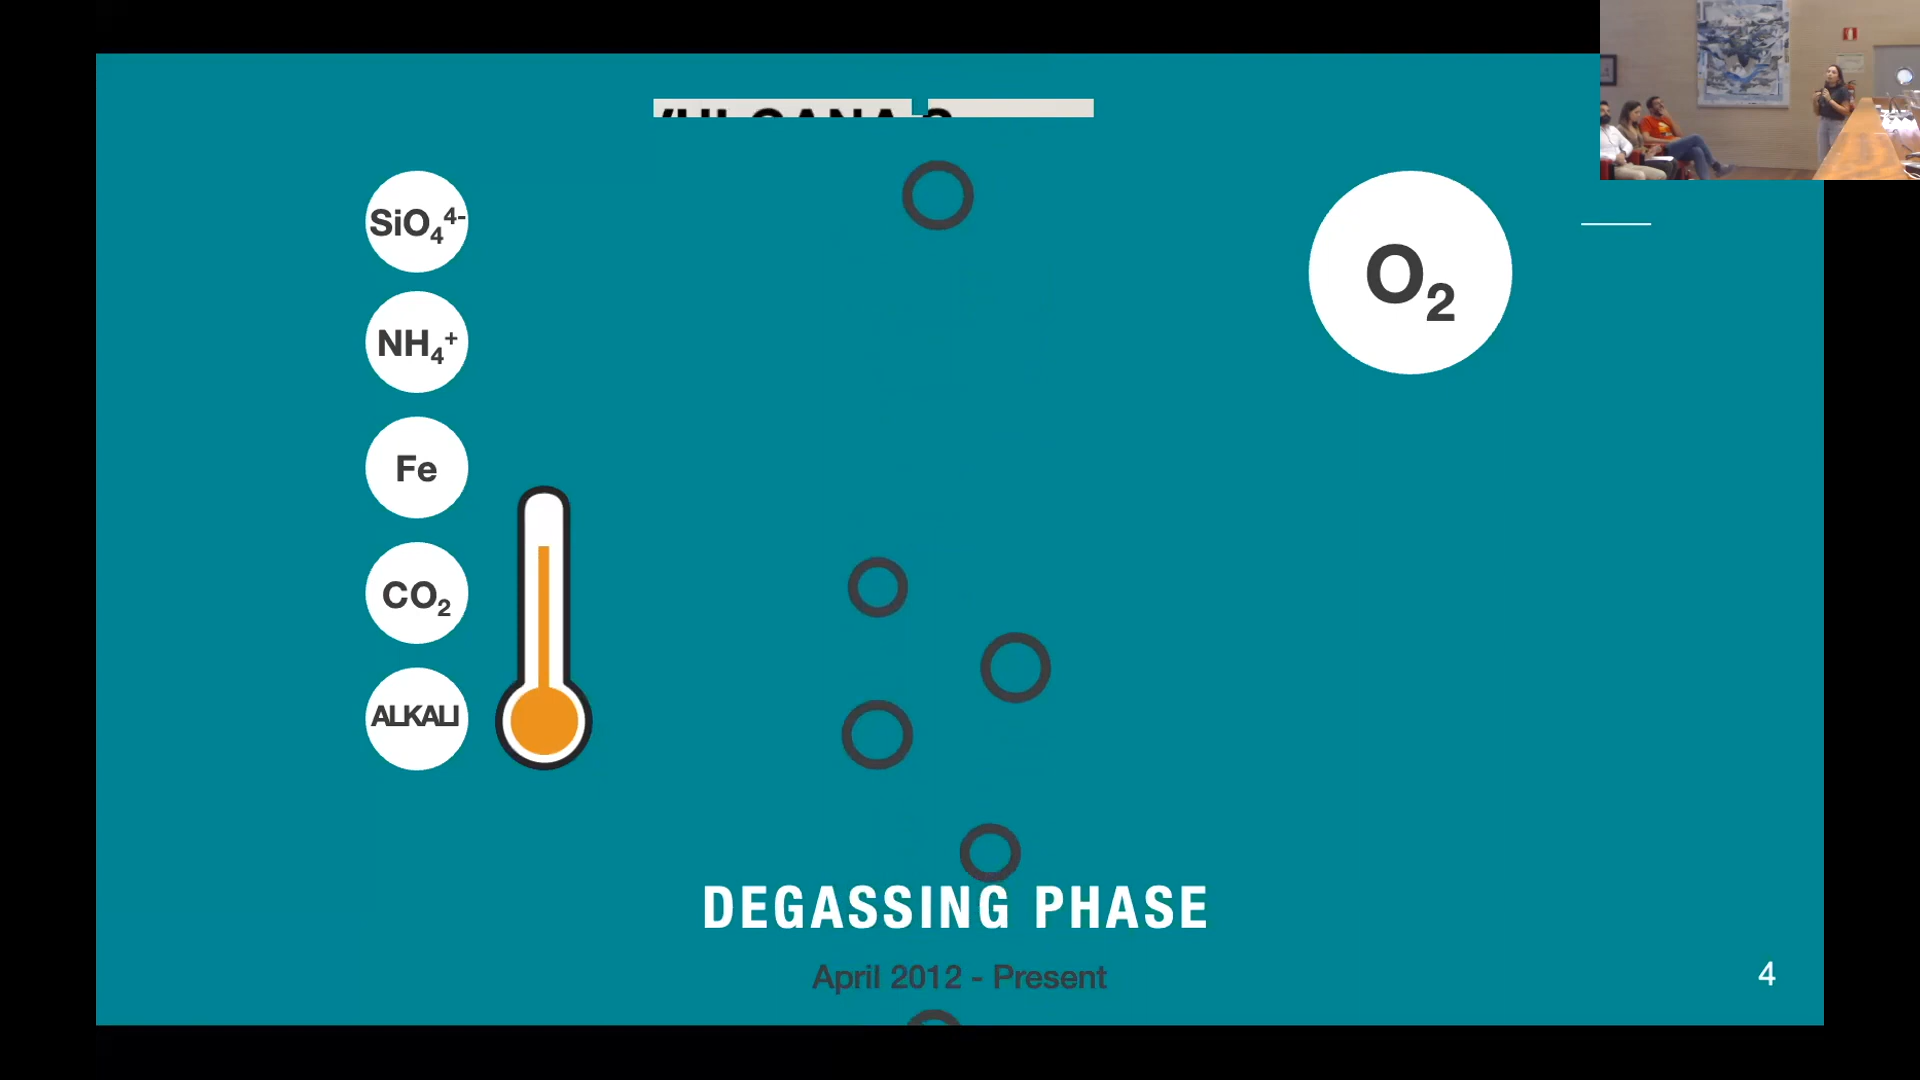 SiO₄⁴⁻
O₂
NH₄⁺
Fe
CO₂
ALKALI
DEGASSING PHASE
April 2012 - Present
4